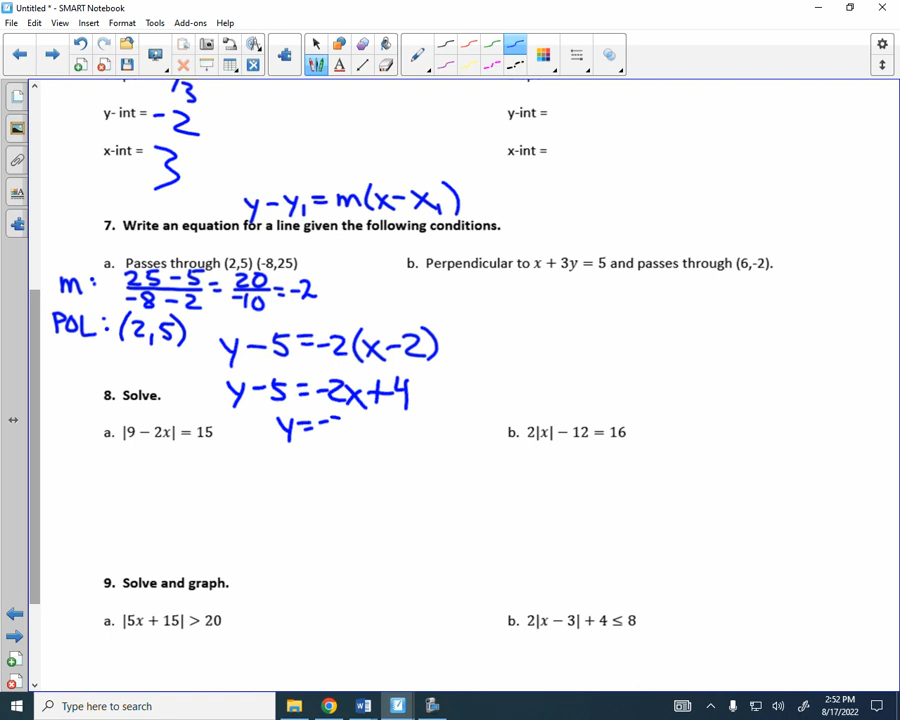 Untitled * - SMART Notebook
File Edit View Insert Format Tools Add-ons Help
y- int = -2
y-int =
x-int = 3
x-int =
y-y₁=m(x-x₁)
7. Write an equation for a line given the following conditions.
a. Passes through (2,5) (-8,25)
b. Perpendicular to x + 3y = 5 and passes through (6,-2).
m: (25-5)/(-8-2) = 20/-10 = -2
POL: (2,5)
y-5=-2(x-2)
y-5=-2x+4
8. Solve.
y=-
a. |9 − 2x| = 15
b. 2|x| − 12 = 16
9. Solve and graph.
a. |5x + 15| > 20
b. 2|x − 3| + 4 ≤ 8
Type here to search
2:52 PM
8/17/2022